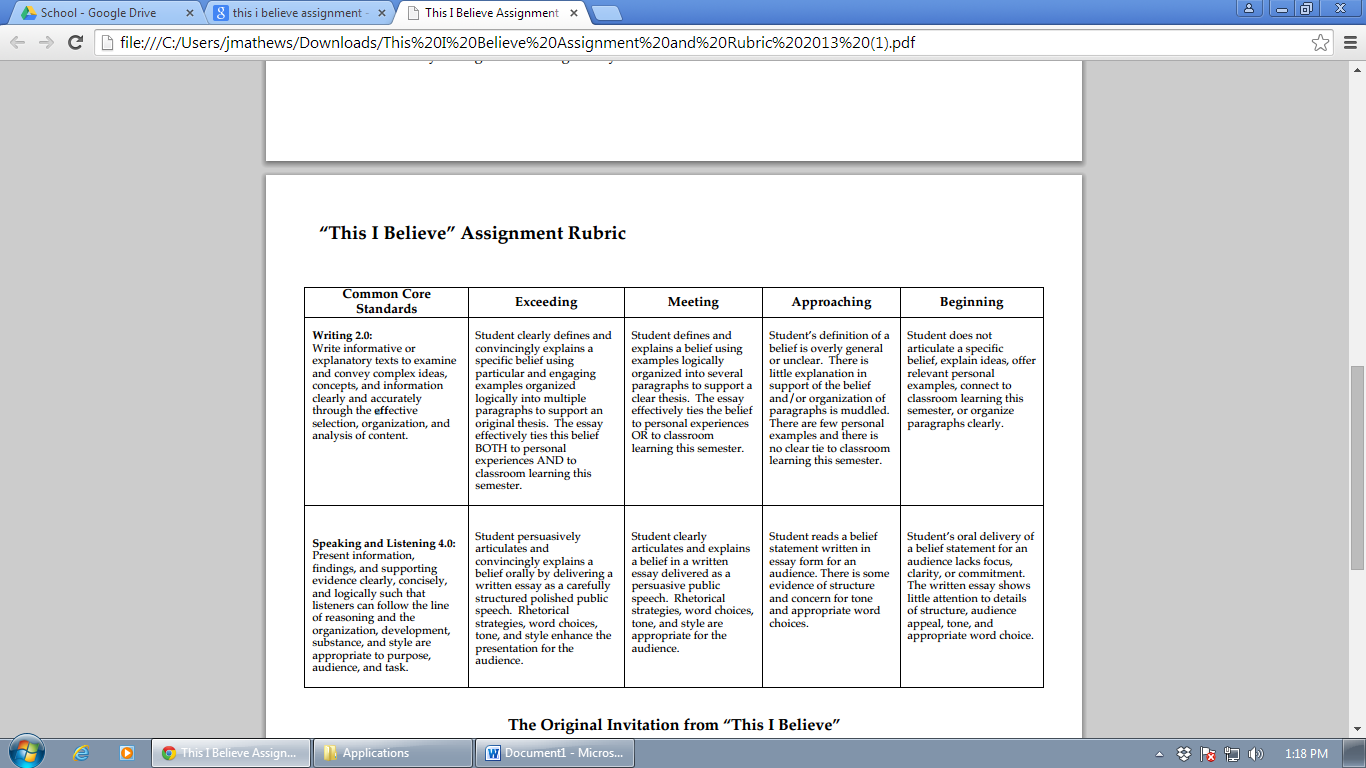 School - Google Drive
this i believe assignment -
This I Believe Assignment
file:///C:/Users/jmathews/Downloads/This%20I%20Believe%20Assignment%20and%20Rubric%202013%20(1).pdf
“This I Believe” Assignment Rubric
Common Core
Standards
Exceeding
Meeting
Approaching
Beginning
Writing 2.0:
Write informative or
explanatory texts to examine
and convey complex ideas,
concepts, and information
clearly and accurately
through the effective
selection, organization, and
analysis of content.
Student clearly defines and
convincingly explains a
specific belief using
particular and engaging
examples organized
logically into multiple
paragraphs to support an
original thesis.  The essay
effectively ties this belief
BOTH to personal
experiences AND to
classroom learning this
semester.
Student defines and
explains a belief using
examples logically
organized into several
paragraphs to support a
clear thesis.  The essay
effectively ties the belief
to personal experiences
OR to classroom
learning this semester.
Student’s definition of a
belief is overly general
or unclear.  There is
little explanation in
support of the belief
and/or organization of
paragraphs is muddled.
There are few personal
examples and there is
no clear tie to classroom
learning this semester.
Student does not
articulate a specific
belief, explain ideas, offer
relevant personal
examples, connect to
classroom learning this
semester, or organize
paragraphs clearly.
Speaking and Listening 4.0:
Present information,
findings, and supporting
evidence clearly, concisely,
and logically such that
listeners can follow the line
of reasoning and the
organization, development,
substance, and style are
appropriate to purpose,
audience, and task.
Student persuasively
articulates and
convincingly explains a
belief orally by delivering a
written essay as a carefully
structured polished public
speech.  Rhetorical
strategies, word choices,
tone, and style enhance the
presentation for the
audience.
Student clearly
articulates and explains
a belief in a written
essay delivered as a
persuasive public
speech.  Rhetorical
strategies, word choices,
tone, and style are
appropriate for the
audience.
Student reads a belief
statement written in
essay form for an
audience. There is some
evidence of structure
and concern for tone
and appropriate word
choices.
Student’s oral delivery of
a belief statement for an
audience lacks focus,
clarity, or commitment.
The written essay shows
little attention to details
of structure, audience
appeal, tone, and
appropriate word choice.
The Original Invitation from “This I Believe”
This I Believe Assign...
Applications
Document1 - Micros...
1:18 PM